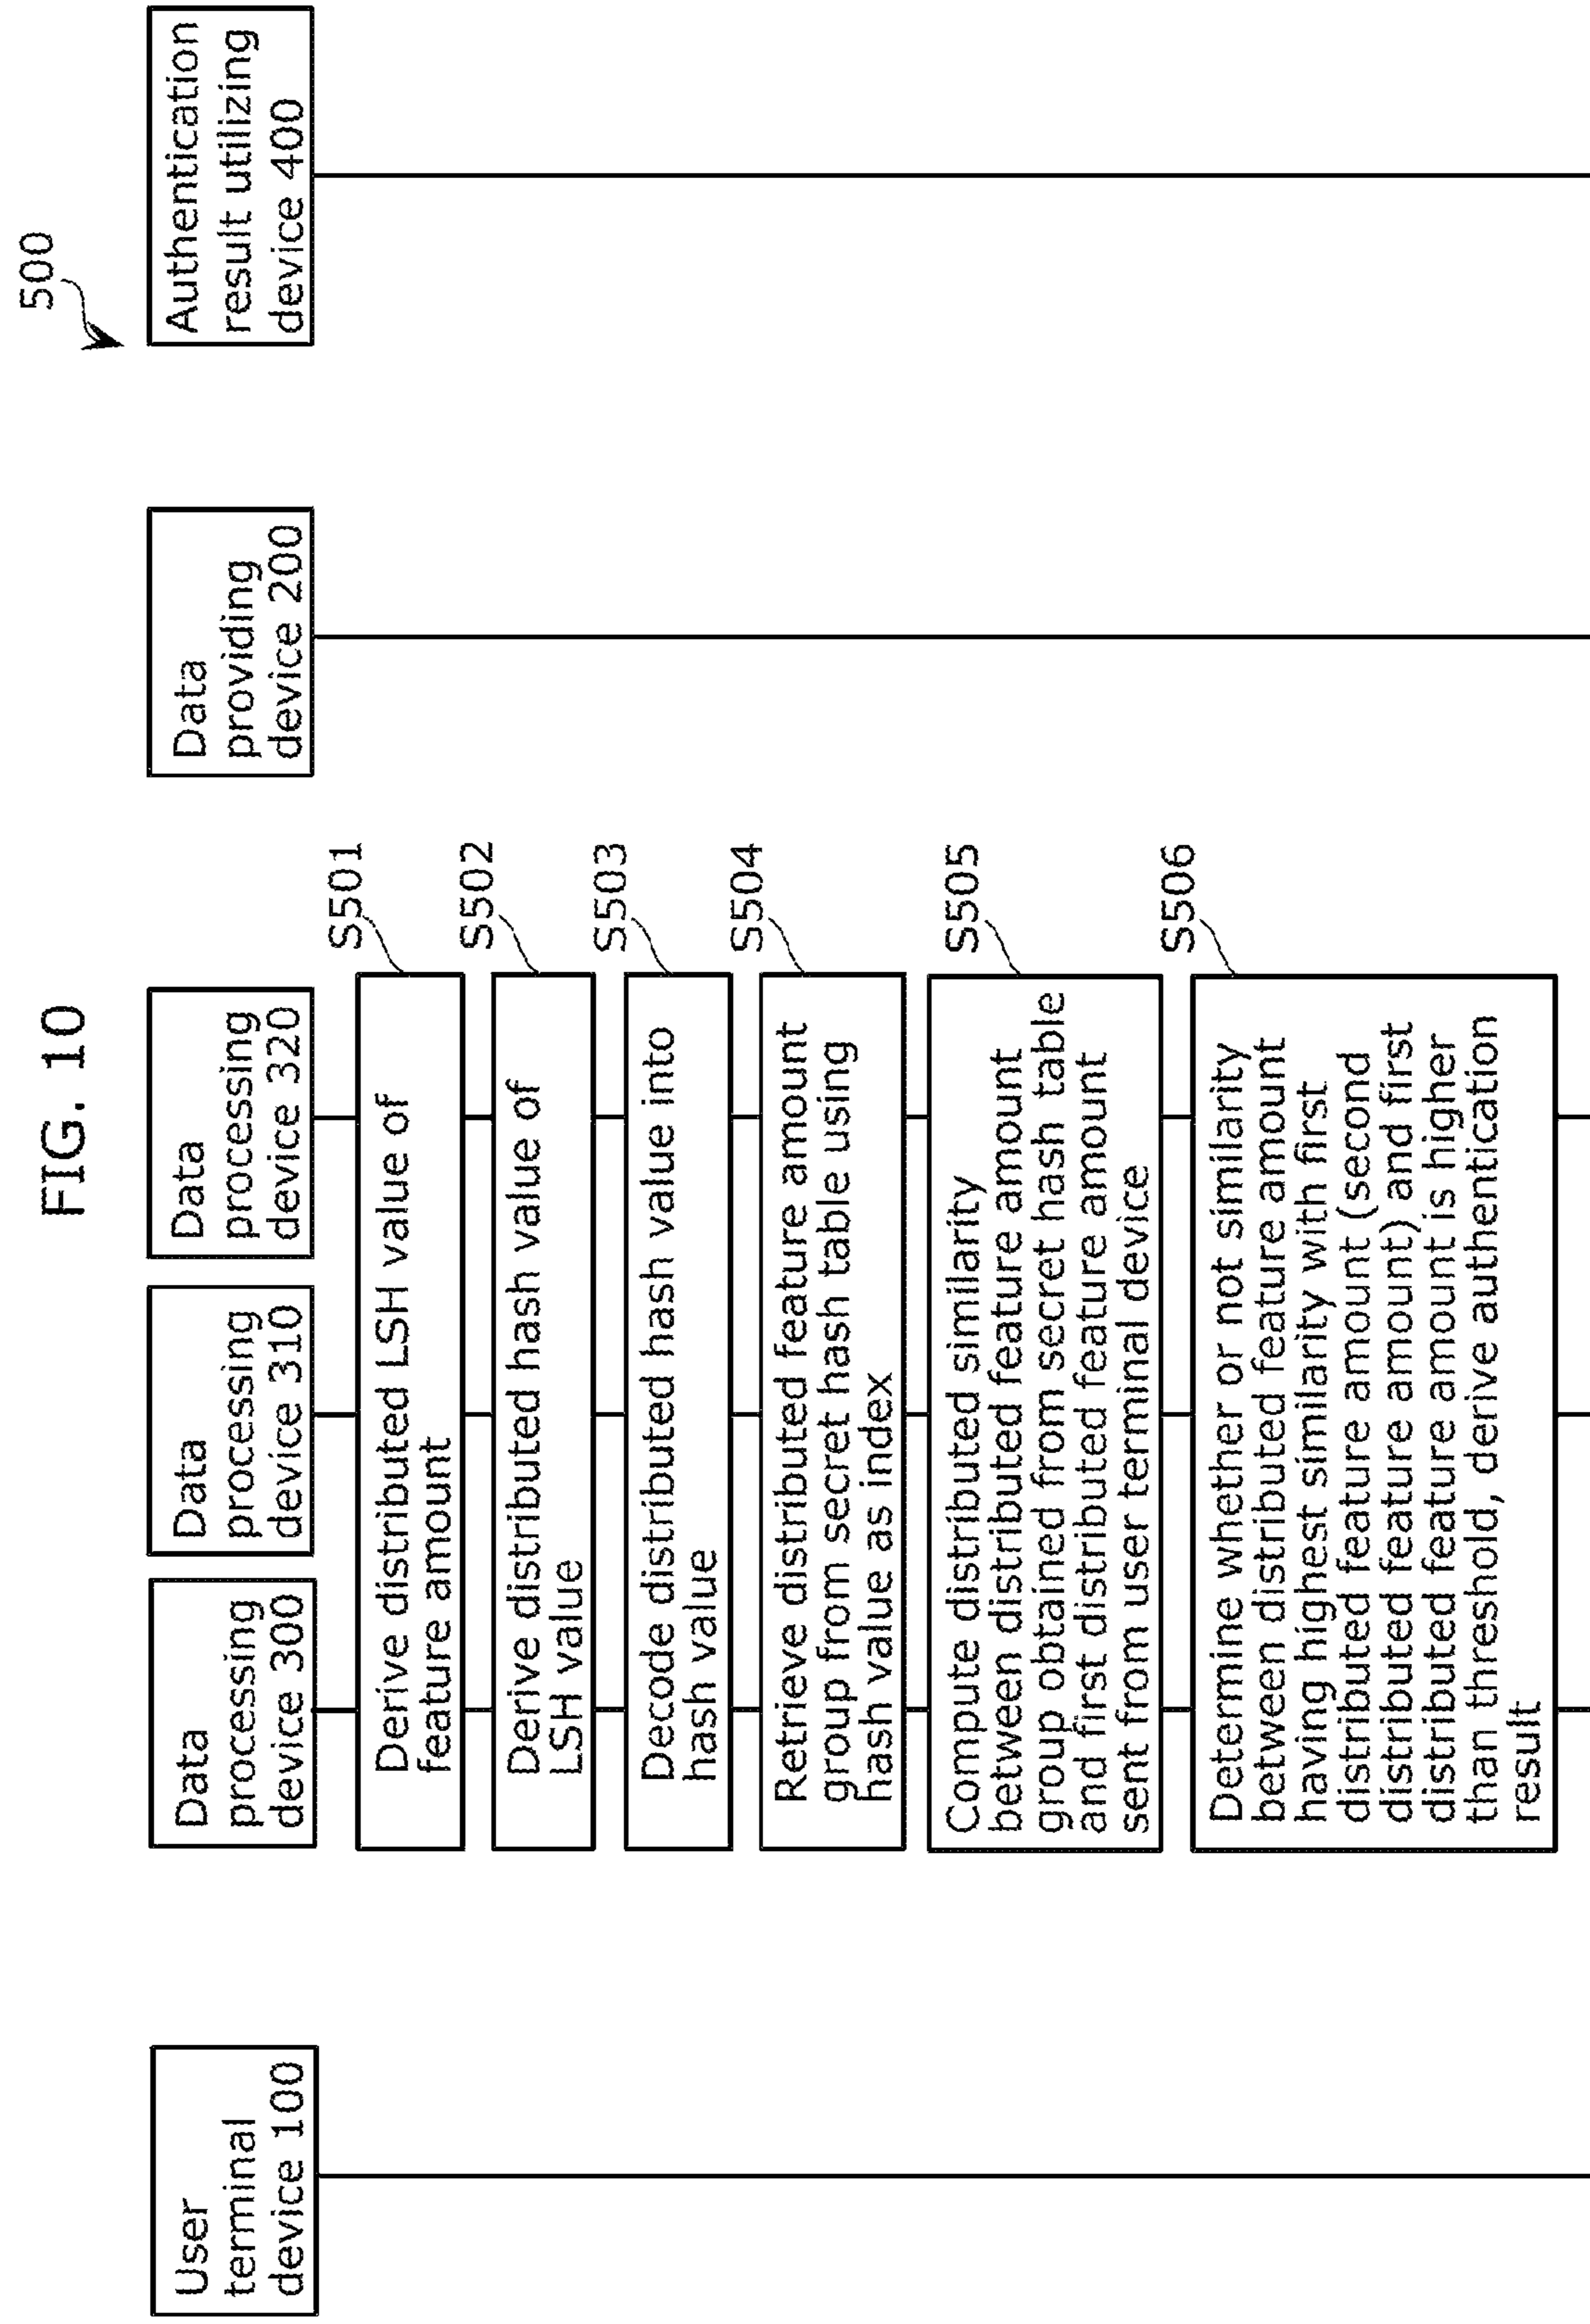 FIG. 10
500
User
terminal
device 100
Data
processing
device 300
Data
processing
device 310
Data
processing
device 320
Data
providing
device 200
Authentication
result utilizing
device 400
S501
Derive distributed LSH value of
feature amount
S502
Derive distributed hash value of
LSH value
S503
Decode distributed hash value into
hash value
S504
Retrieve distributed feature amount
group from secret hash table using
hash value as index
S505
Compute distributed similarity
between distributed feature amount
group obtained from secret hash table
and first distributed feature amount
sent from user terminal device
S506
Determine whether or not similarity
between distributed feature amount
having highest similarity with first
distributed feature amount (second
distributed feature amount) and first
distributed feature amount is higher
than threshold, derive authentication
result